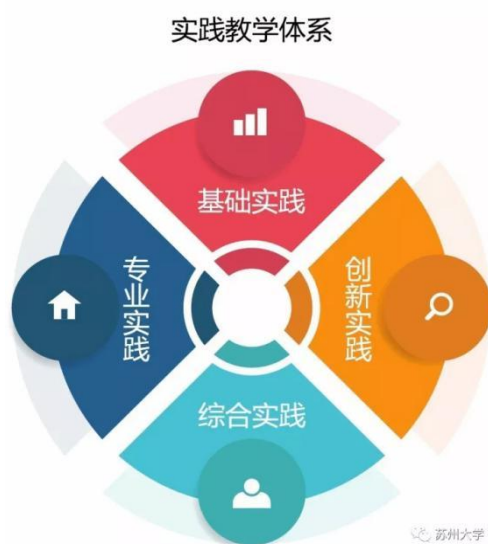 实践教学体系
基础实践
专业实践
创新实践
综合实践
苏州大学